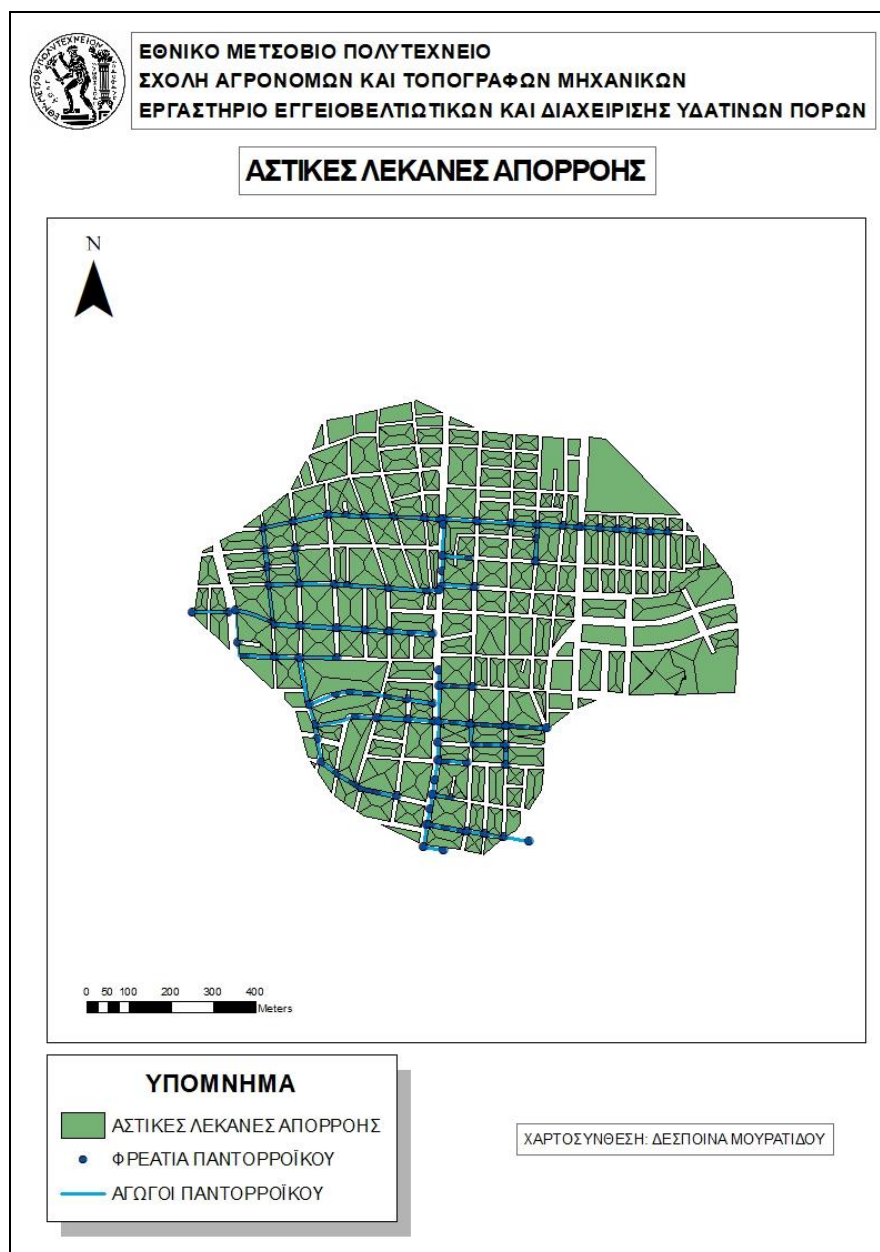 ΕΘΝΙΚΟ ΜΕΤΣΟΒΙΟ ΠΟΛΥΤΕΧΝΕΙΟ
ΣΧΟΛΗ ΑΓΡΟΝΟΜΩΝ ΚΑΙ ΤΟΠΟΓΡΑΦΩΝ ΜΗΧΑΝΙΚΩΝ
ΕΡΓΑΣΤΗΡΙΟ ΕΓΓΕΙΟΒΕΛΤΙΩΤΙΚΩΝ ΚΑΙ ΔΙΑΧΕΙΡΙΣΗΣ ΥΔΑΤΙΝΩΝ ΠΟΡΩΝ
ΑΣΤΙΚΕΣ ΛΕΚΑΝΕΣ ΑΠΟΡΡΟΗΣ
N
0 50 100 200 300 400
Meters
ΥΠΟΜΝΗΜΑ
ΑΣΤΙΚΕΣ ΛΕΚΑΝΕΣ ΑΠΟΡΡΟΗΣ
ΦΡΕΑΤΙΑ ΠΑΝΤΟΡΡΟΪΚΟΥ
ΑΓΩΓΟΙ ΠΑΝΤΟΡΡΟΪΚΟΥ
ΧΑΡΤΟΣΥΝΘΕΣΗ: ΔΕΣΠΟΙΝΑ ΜΟΥΡΑΤΙΔΟΥ